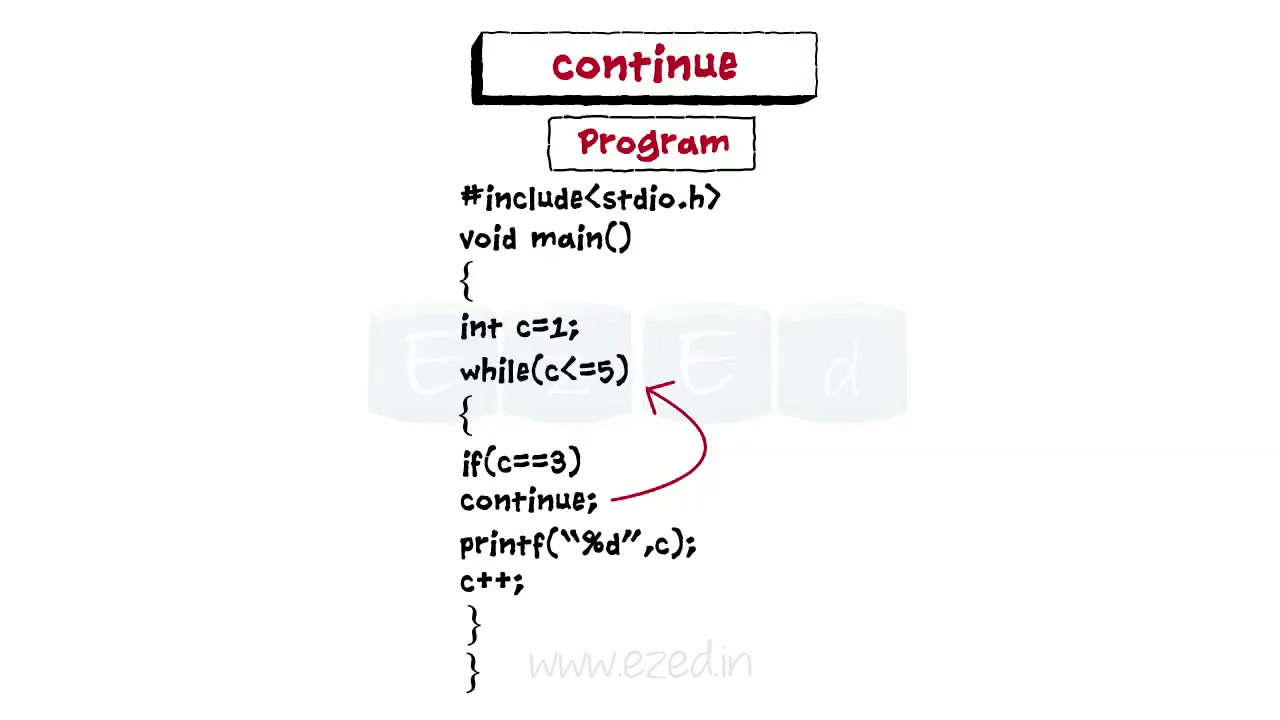 continue
Program
#include<stdio.h>
void main()
{
int c=1;
while(c<=5)
{
if(c==3)
continue;
printf(“%d”,c);
c++;
}
}
E z E d
www.ezed.in